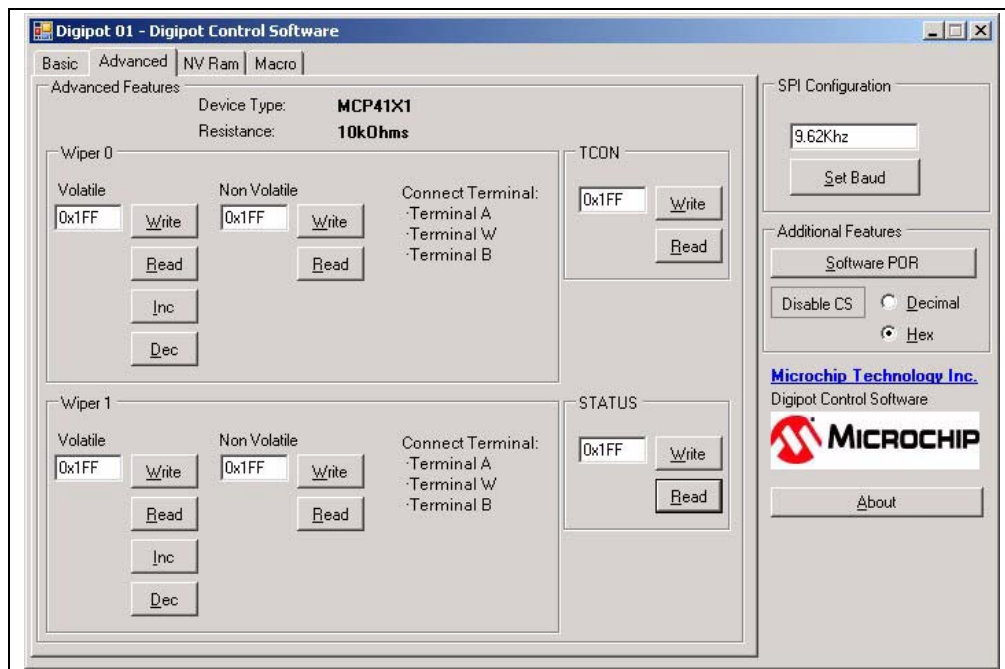 Digipot 01 - Digipot Control Software
Basic Advanced NV Ram Macro
Advanced Features
Device Type: MCP41X1
Resistance: 10kOhms
Wiper 0
Volatile
0x1FF Write
Read
Inc
Dec
Non Volatile
0x1FF Write
Read
Connect Terminal:
·Terminal A
·Terminal W
·Terminal B
TCON
0x1FF Write
Read
Wiper 1
Volatile
0x1FF Write
Read
Inc
Dec
Non Volatile
0x1FF Write
Read
Connect Terminal:
·Terminal A
·Terminal W
·Terminal B
STATUS
0x1FF Write
Read
SPI Configuration
9.62Khz
Set Baud
Additional Features
Software POR
Disable CS Decimal
Hex
Microchip Technology Inc.
Digipot Control Software
MICROCHIP
About